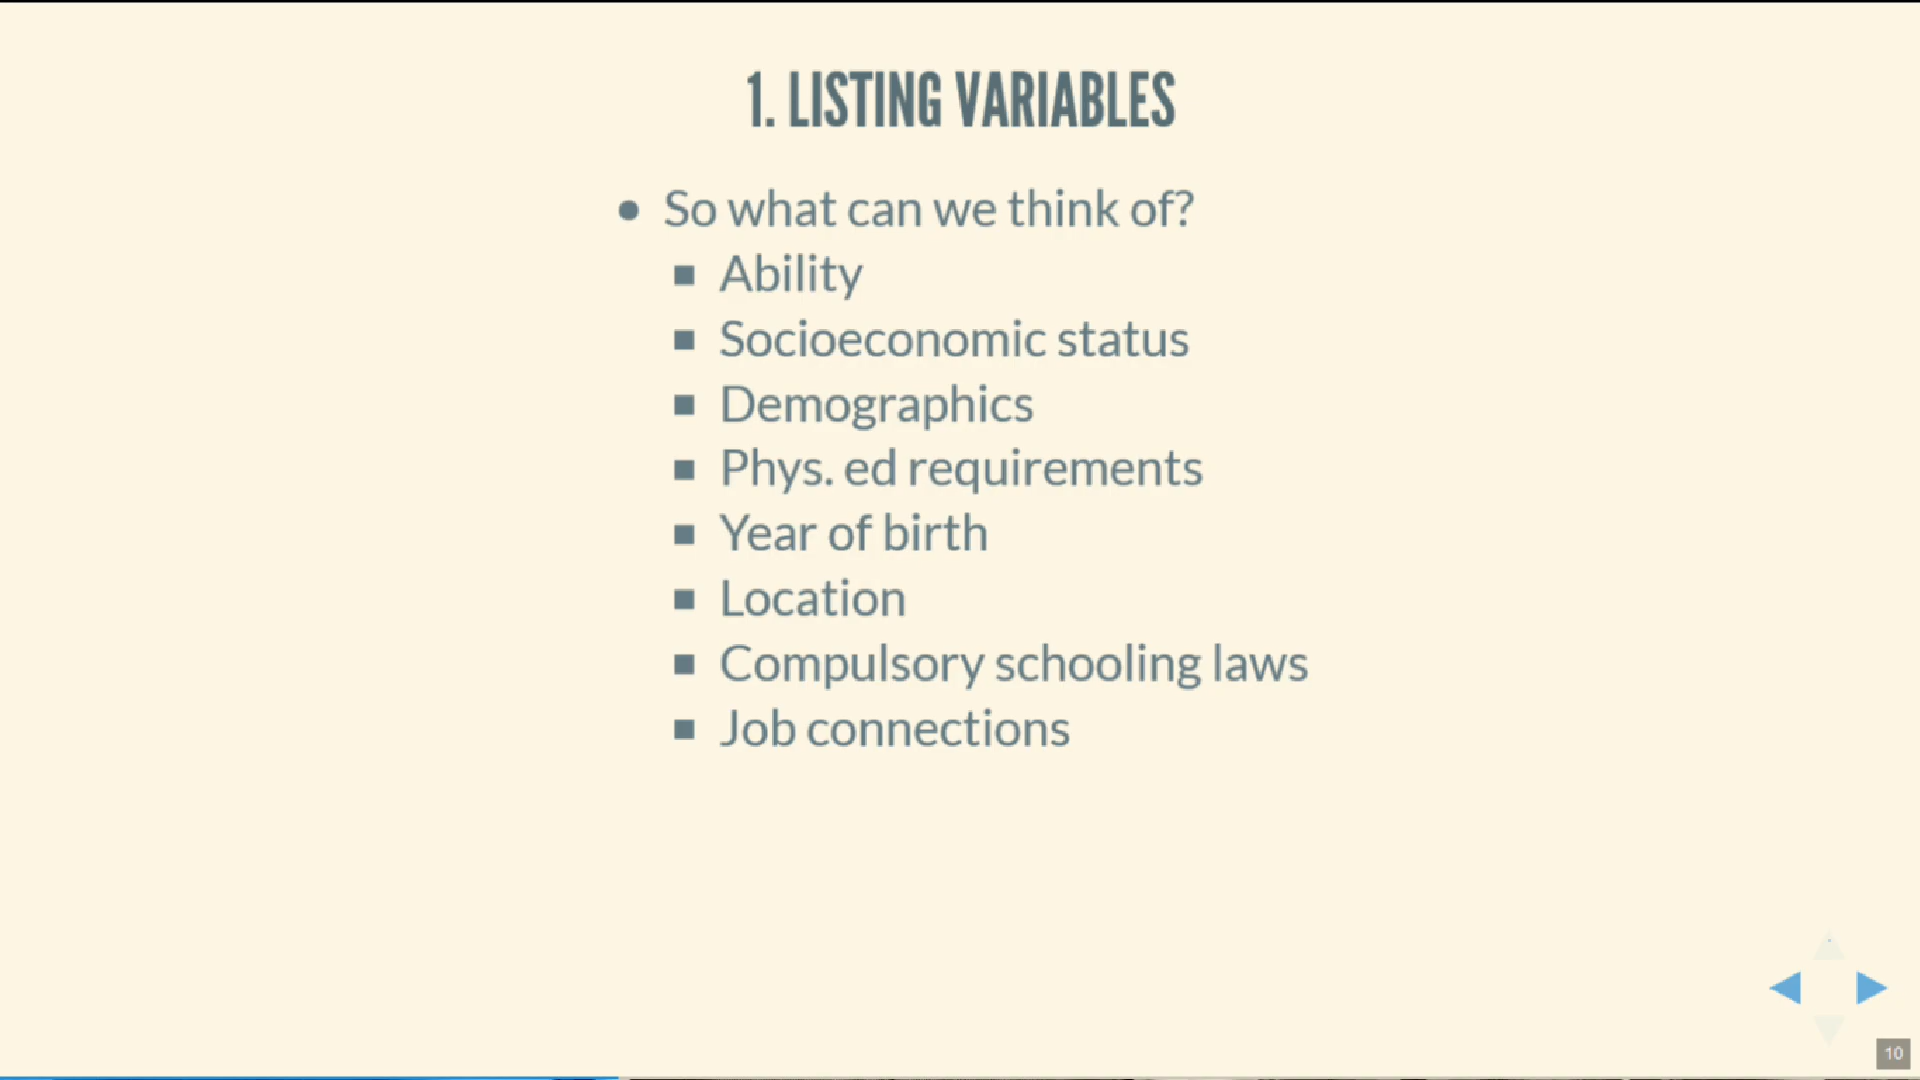 1. LISTING VARIABLES
So what can we think of?
Ability
Socioeconomic status
Demographics
Phys. ed requirements
Year of birth
Location
Compulsory schooling laws
Job connections
10